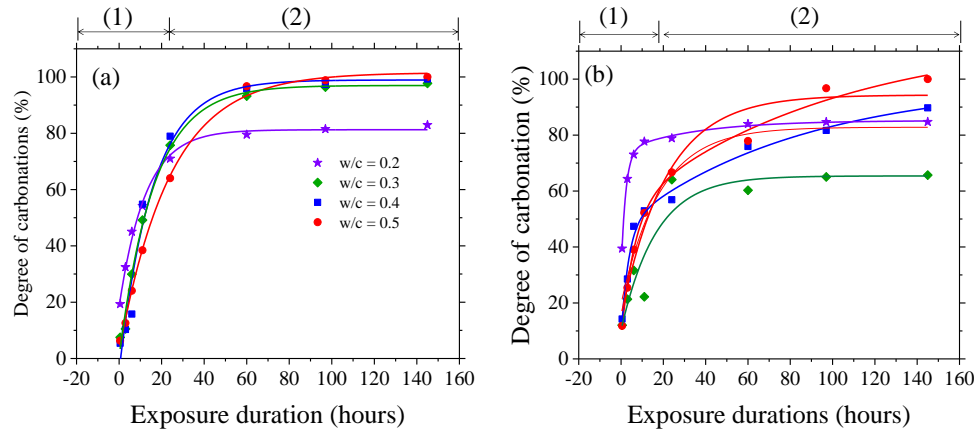 (1) (2)
(a)
Degree of carbonations (%)
100
80
60
40
20
0
w/c = 0.2
w/c = 0.3
w/c = 0.4
w/c = 0.5
-20 0 20 40 60 80 100 120 140 160
Exposure duration (hours)
(1) (2)
(b)
Degree of carbonation (%)
100
80
60
40
20
0
-20 0 20 40 60 80 100 120 140 160
Exposure durations (hours)